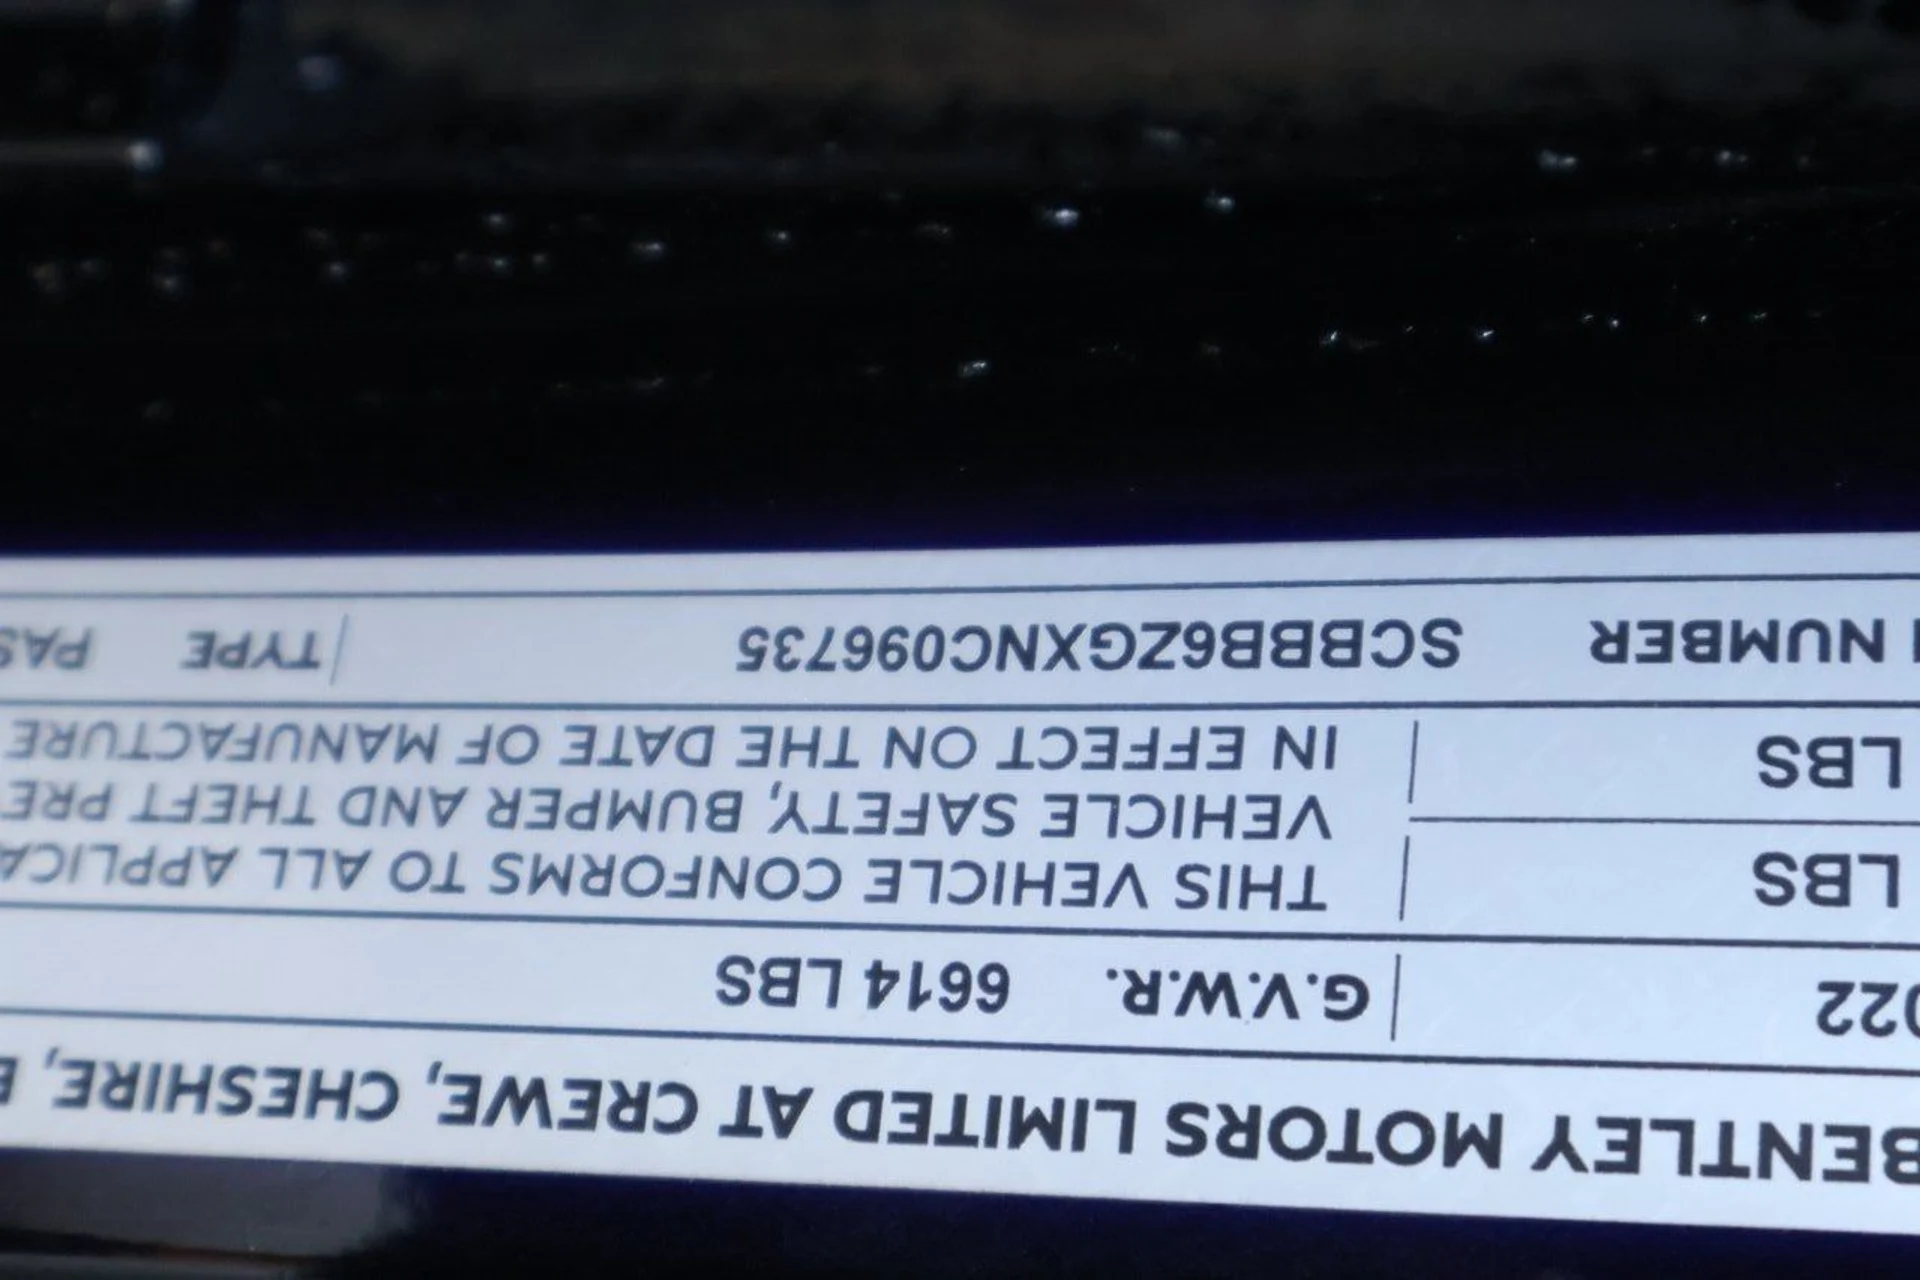 BENTLEY MOTORS LIMITED AT CREWE, CHESHIRE, E
022 G.V.W.R. 6614 LBS
LBS THIS VEHICLE CONFORMS TO ALL APPLICA
VEHICLE SAFETY, BUMPER AND THEFT PRE
LBS IN EFFECT ON THE DATE OF MANUFACTURE
NUMBER SCBBB6ZGXNC096735 TYPE PAS